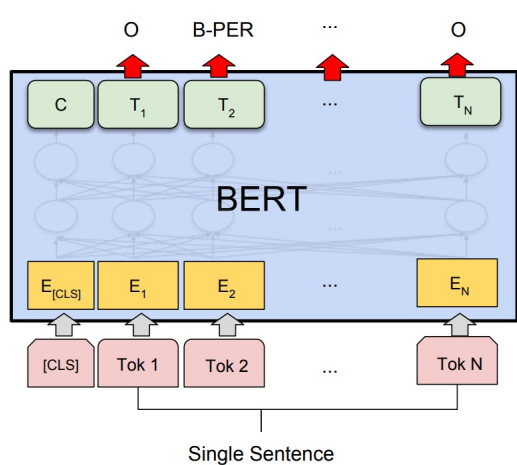 O B-PER ... O
C T1 T2 ... TN
...
BERT
...
E[CLS] E1 E2 ... EN
[CLS] Tok 1 Tok 2 ... Tok N
Single Sentence